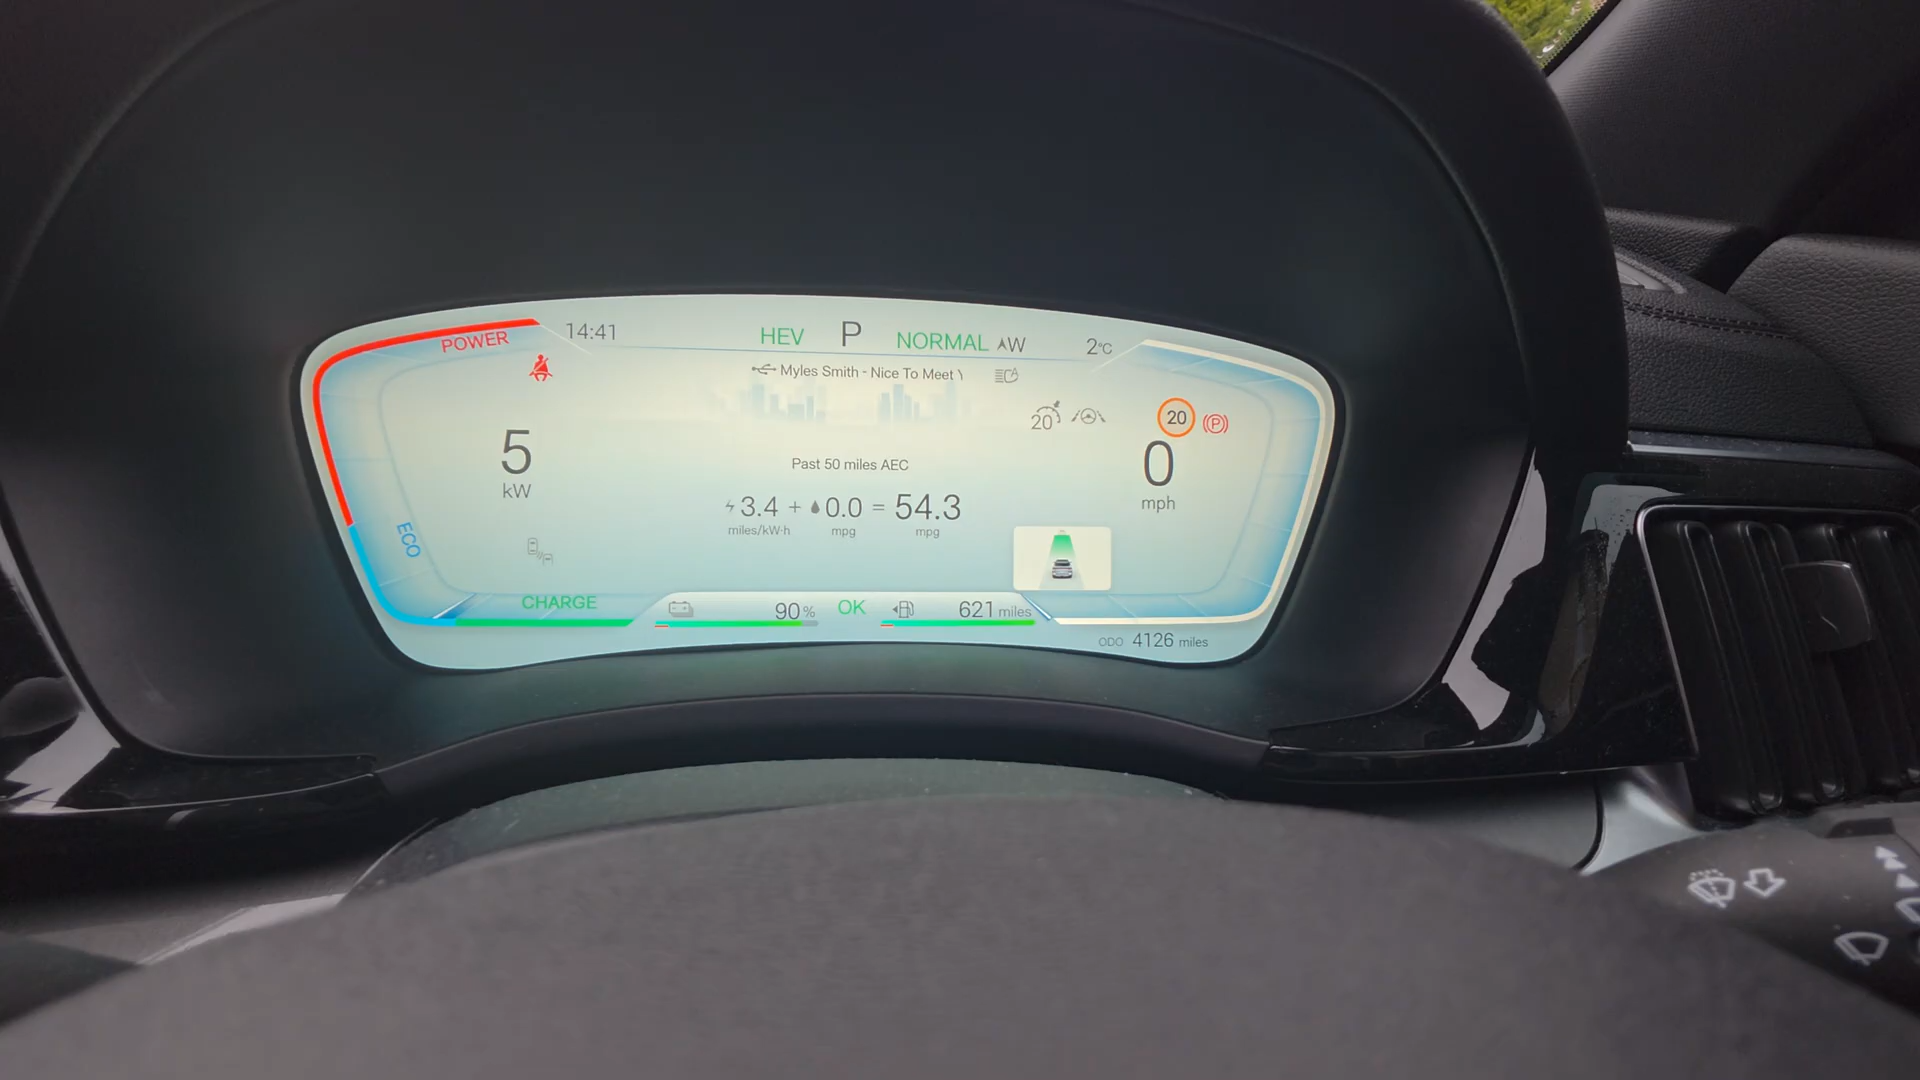 POWER
14:41
HEV P NORMAL W 2°C
Myles Smith - Nice To Meet
20
20 P
5
kW
0
mph
Past 50 miles AEC
3.4 + 0.0 = 54.3
miles/kW·h mpg mpg
ECO
CHARGE
90% OK 621 miles
ODO 4126 miles